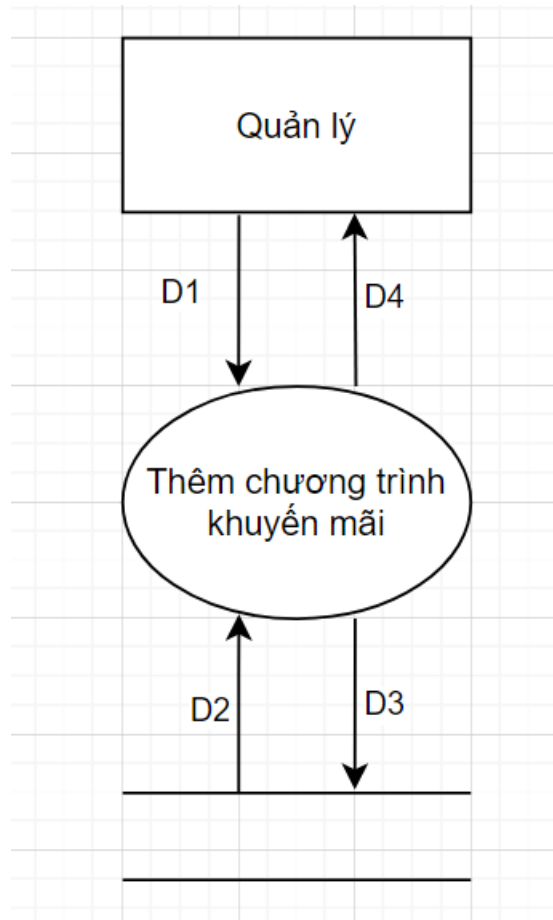 Quản lý
D1
D4
Thêm chương trình
khuyến mãi
D2
D3